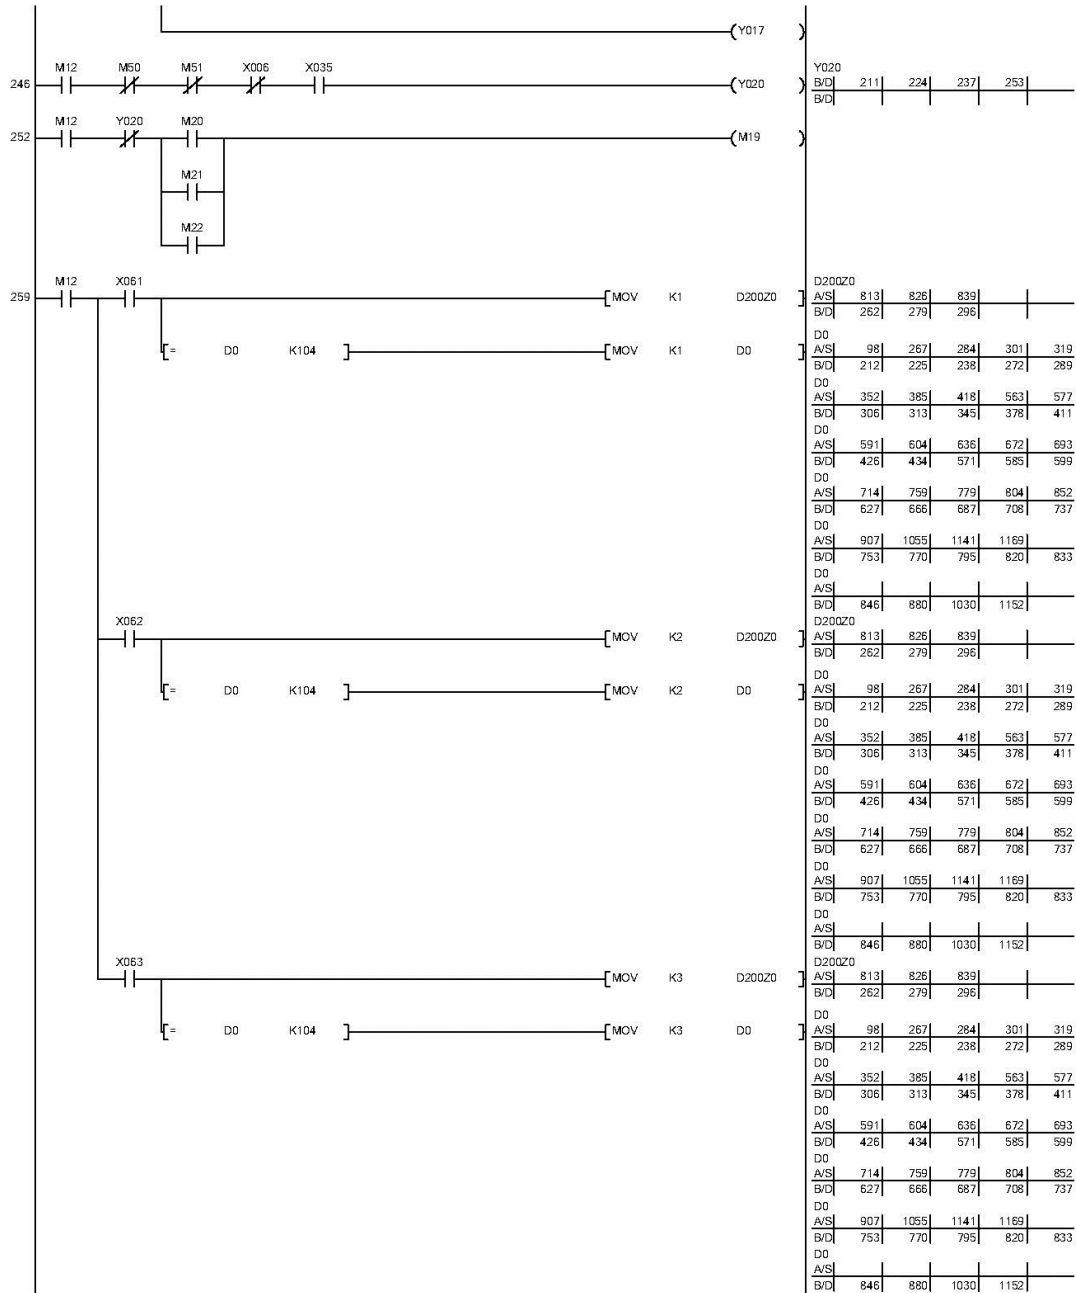 Y017
M12 M50 M51 X006 X035 Y020
246 Y020
B/D 211 224 237 253
B/D
M12 Y020 M20
252 M19
M21
M22
M12 X061 D200Z0
259 MOV K1 D200Z0 A/S 813 826 839
B/D 262 279 296
D0
= D0 K104 MOV K1 D0 A/S 98 267 284 301 319
B/D 212 225 238 272 289
D0
A/S 352 385 418 563 577
B/D 306 313 345 378 411
D0
A/S 591 604 636 672 693
B/D 426 434 571 585 599
D0
A/S 714 759 779 804 852
B/D 627 666 687 708 737
D0
A/S 907 1055 1141 1169
B/D 753 770 795 820 833
D0
A/S
B/D 846 880 1030 1152
X062 D200Z0
MOV K2 D200Z0 A/S 813 826 839
B/D 262 279 296
D0
= D0 K104 MOV K2 D0 A/S 98 267 284 301 319
B/D 212 225 238 272 289
D0
A/S 352 385 418 563 577
B/D 306 313 345 378 411
D0
A/S 591 604 636 672 693
B/D 426 434 571 585 599
D0
A/S 714 759 779 804 852
B/D 627 666 687 708 737
D0
A/S 907 1055 1141 1169
B/D 753 770 795 820 833
D0
A/S
B/D 846 880 1030 1152
X063 D200Z0
MOV K3 D200Z0 A/S 813 826 839
B/D 262 279 296
D0
= D0 K104 MOV K3 D0 A/S 98 267 284 301 319
B/D 212 225 238 272 289
D0
A/S 352 385 418 563 577
B/D 306 313 345 378 411
D0
A/S 591 604 636 672 693
B/D 426 434 571 585 599
D0
A/S 714 759 779 804 852
B/D 627 666 687 708 737
D0
A/S 907 1055 1141 1169
B/D 753 770 795 820 833
D0
A/S
B/D 846 880 1030 1152